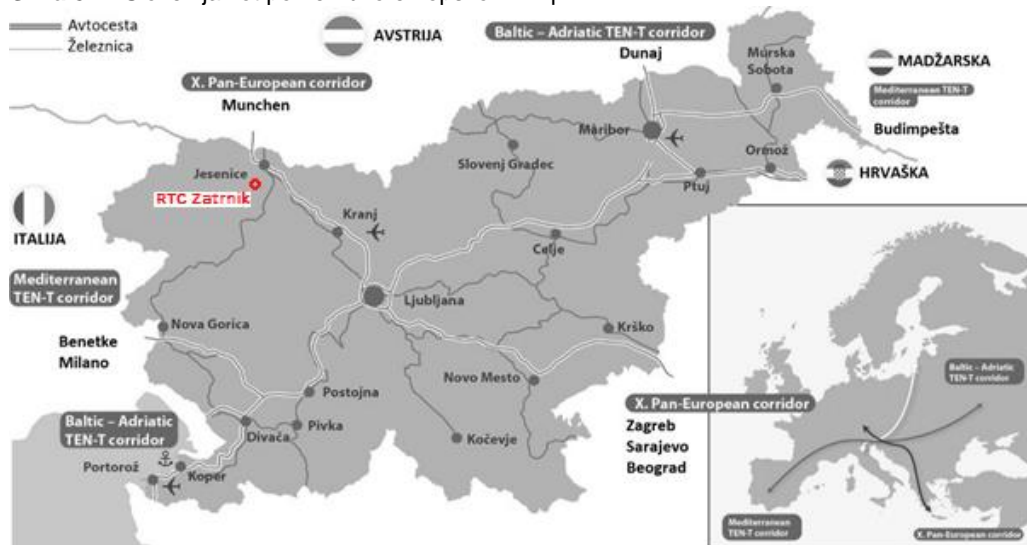 Avtocesta
Železnica
AVSTRIJA
Baltic – Adriatic TEN-T corridor
Dunaj
X. Pan-European corridor
Munchen
Murska
Sobota
MADŽARSKA
Mediterranean TEN-T
corridor
Budimpešta
Maribor
Ormož
HRVAŠKA
Slovenj Gradec
Ptuj
Jesenice
RTC Zatrnik
ITALIJA
Kranj
Celje
Mediterranean
TEN-T corridor
Ljubljana
Nova Gorica
Krško
Benetke
Milano
Novo Mesto
Postojna
X. Pan-European corridor
Zagreb
Sarajevo
Beograd
Baltic – Adriatic
TEN-T corridor
Divača
Pivka
Kočevje
Portorož
Koper
Baltic – Adriatic
TEN-T corridor
Mediterranean
TEN-T corridor
X. Pan-European corridor